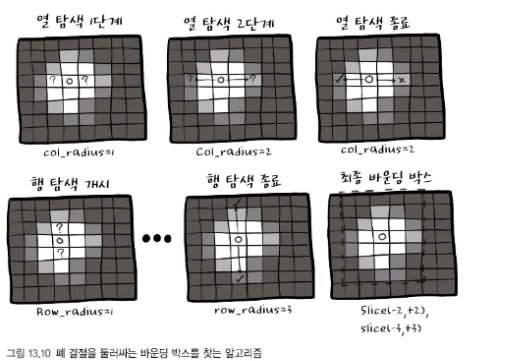 열 탐색 1단계
열 탐색 2단계
열 탐색 종료
? ?
? ?
✓ x
col_radius=1
Col_radius=2
col_radius=2
행 탐색 개시
행 탐색 종료
최종 바운딩 박스
?
?
✓
✓
Row_radius=1
row_radius=3
Slice(-2,+2),
slice(-3,+3)
그림 13.10 폐 결절을 둘러싸는 바운딩 박스를 찾는 알고리즘